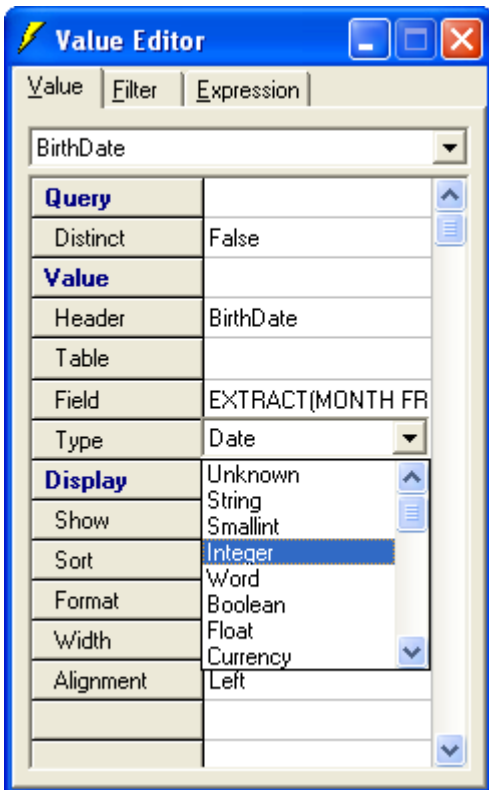 Value Editor
Value Filter Expression
BirthDate
Query
Distinct False
Value
Header BirthDate
Table
Field EXTRACT(MONTH FR
Type Date
Display Unknown
String
Show Smallint
Sort Integer
Word
Format Boolean
Width Float
Currency
Alignment Left